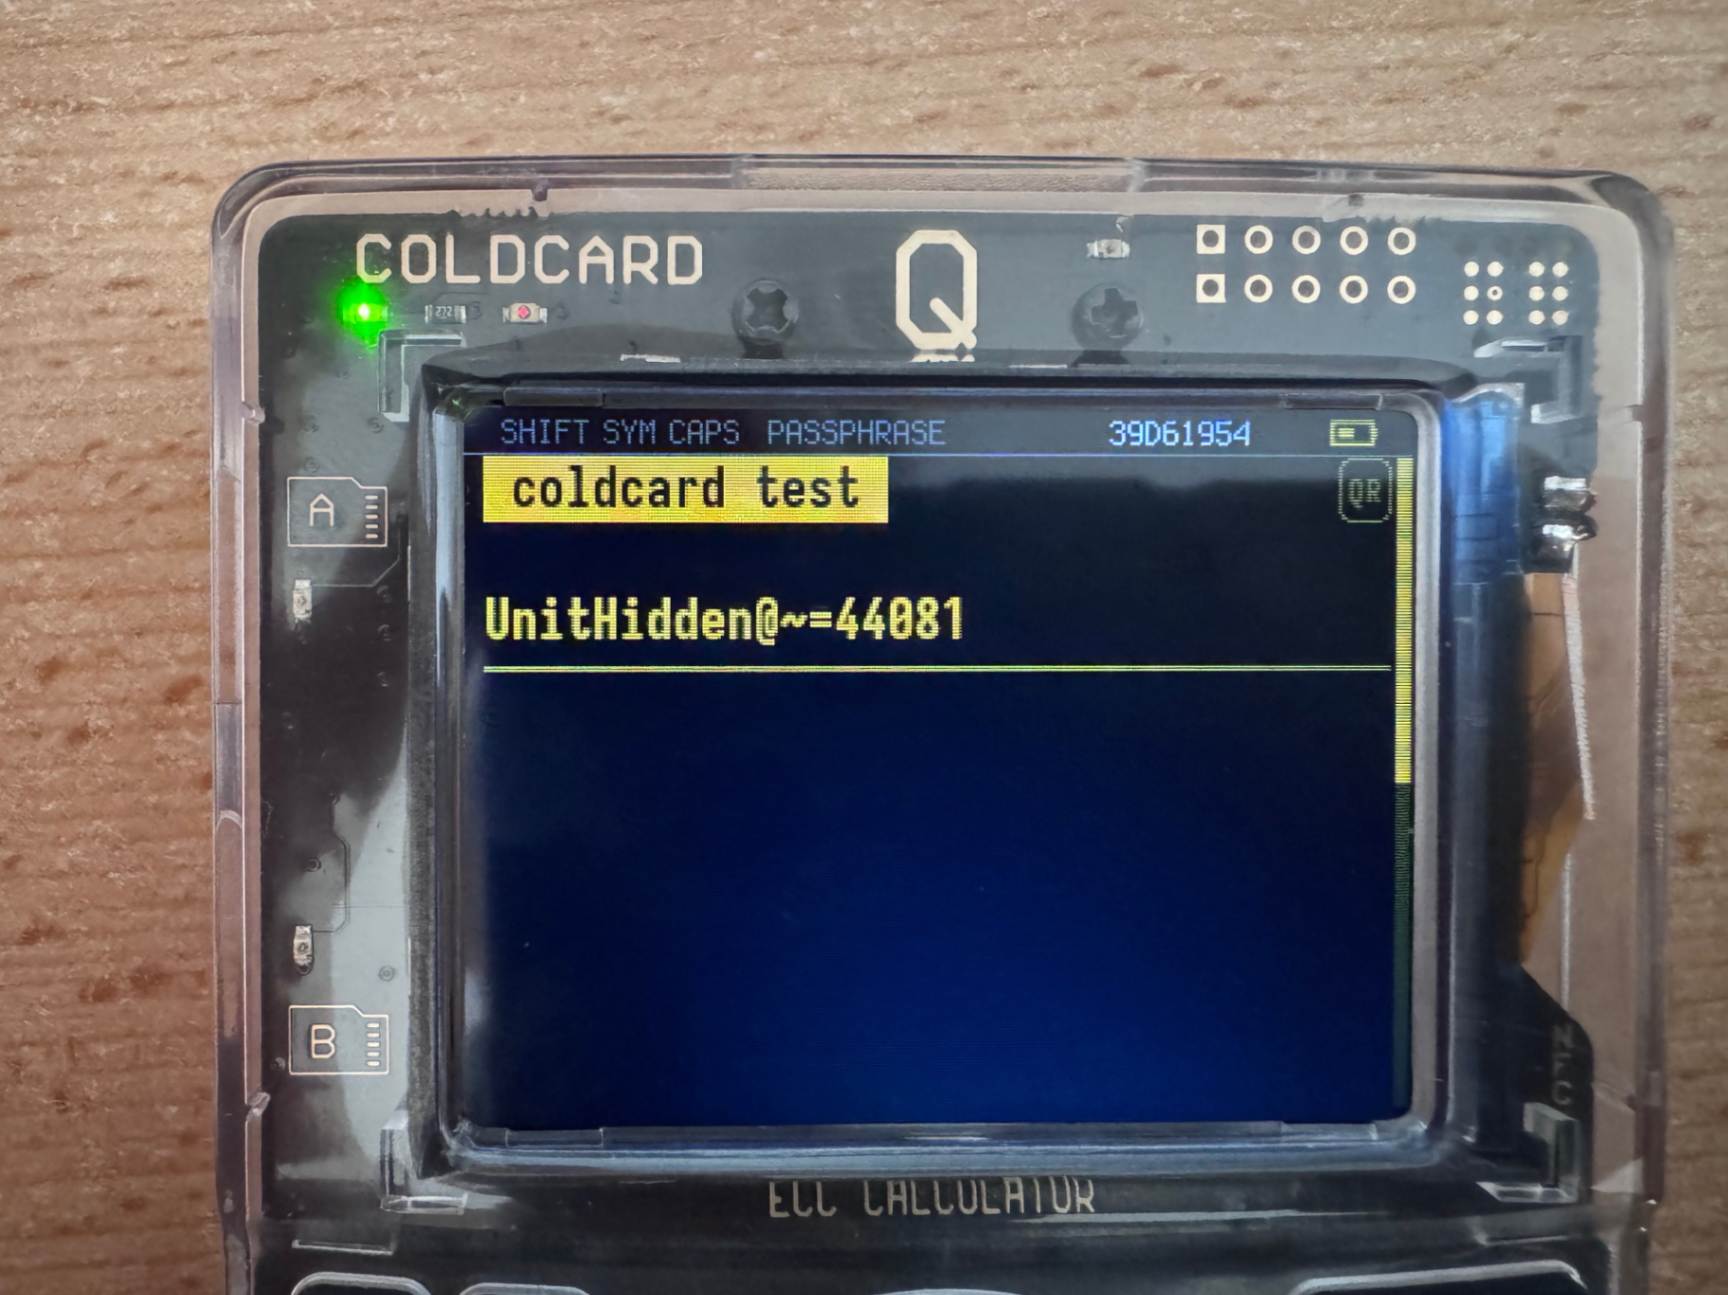 COLDCARD Q
SHIFT SYM CAPS PASSPHRASE 39D61954
coldcard test
QR
A
UnitHidden@~=44081
B
ECC CALCULATOR